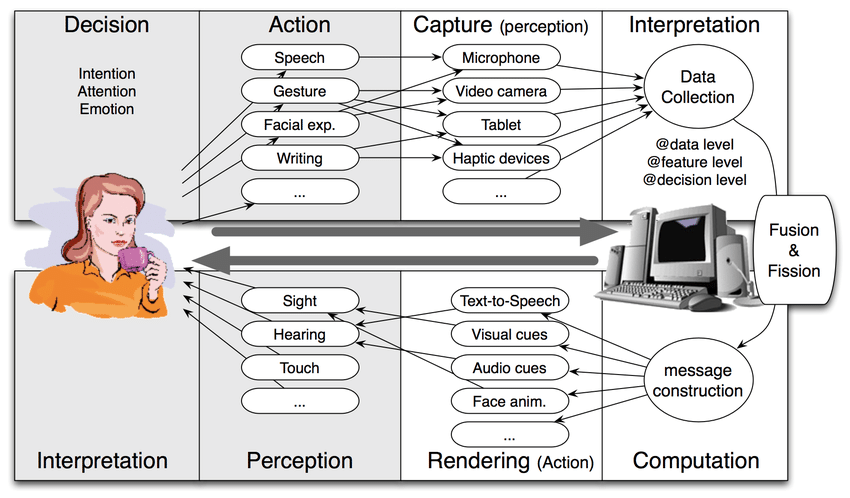 Decision
Action
Capture (perception)
Interpretation
Intention
Attention
Emotion
Speech
Gesture
Facial exp.
Writing
...
Microphone
Video camera
Tablet
Haptic devices
...
Data
Collection
@data level
@feature level
@decision level
Fusion
&
Fission
Sight
Hearing
Touch
...
Text-to-Speech
Visual cues
Audio cues
Face anim.
...
message
construction
Interpretation
Perception
Rendering (Action)
Computation